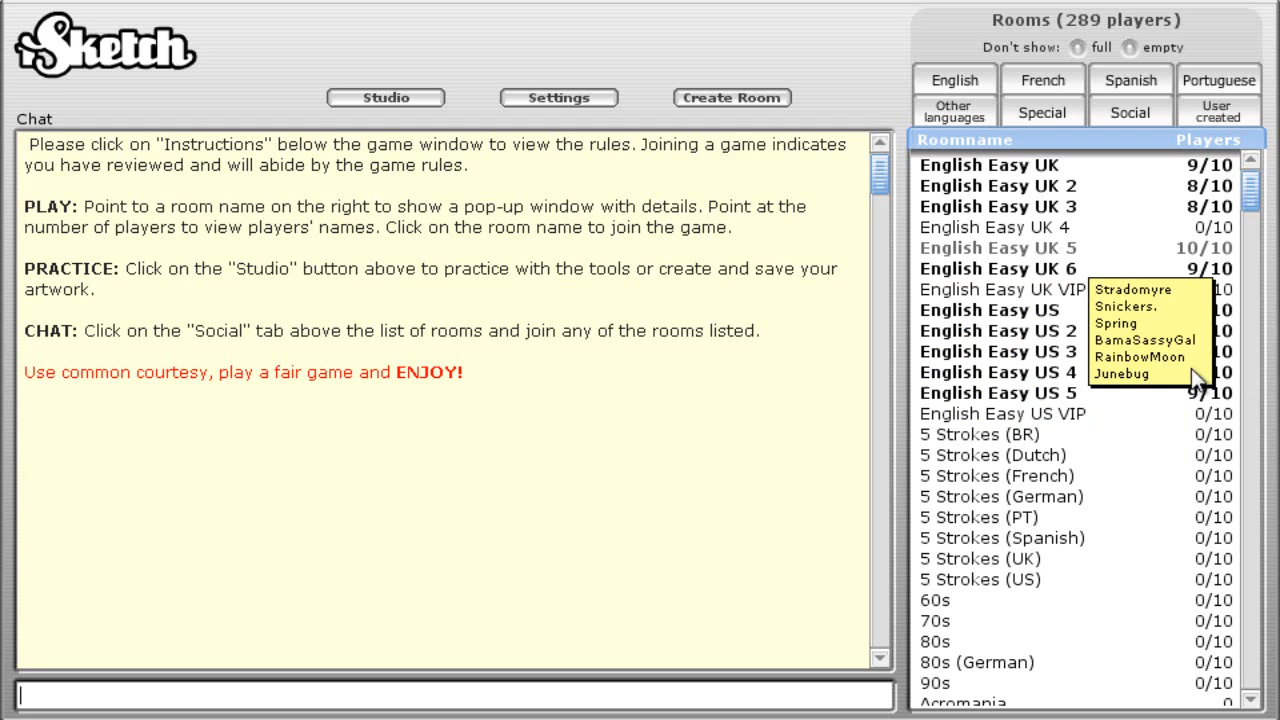 iSketch
Studio
Settings
Create Room
Chat
Please click on "Instructions" below the game window to view the rules. Joining a game indicates
you have reviewed and will abide by the game rules.
PLAY: Point to a room name on the right to show a pop-up window with details. Point at the
number of players to view players' names. Click on the room name to join the game.
PRACTICE: Click on the "Studio" button above to practice with the tools or create and save your
artwork.
CHAT: Click on the "Social" tab above the list of rooms and join any of the rooms listed.
Use common courtesy, play a fair game and ENJOY!
Rooms (289 players)
Don't show: full empty
English French Spanish Portuguese
Other languages Special Social User created
Roomname Players
English Easy UK 9/10
English Easy UK 2 8/10
English Easy UK 3 8/10
English Easy UK 4 0/10
English Easy UK 5 10/10
English Easy UK 6 9/10
English Easy UK VIP 10
English Easy US 10
English Easy US 2 10
English Easy US 3 10
English Easy US 4 10
English Easy US 5 9/10
English Easy US VIP 0/10
5 Strokes (BR) 0/10
5 Strokes (Dutch) 0/10
5 Strokes (French) 0/10
5 Strokes (German) 0/10
5 Strokes (PT) 0/10
5 Strokes (Spanish) 0/10
5 Strokes (UK) 0/10
5 Strokes (US) 0/10
60s 0/10
70s 0/10
80s 0/10
80s (German) 0/10
90s 0/10
Acromania 0
Stradomyre
Snickers.
Spring
BamaSassyGal
RainbowMoon
Junebug